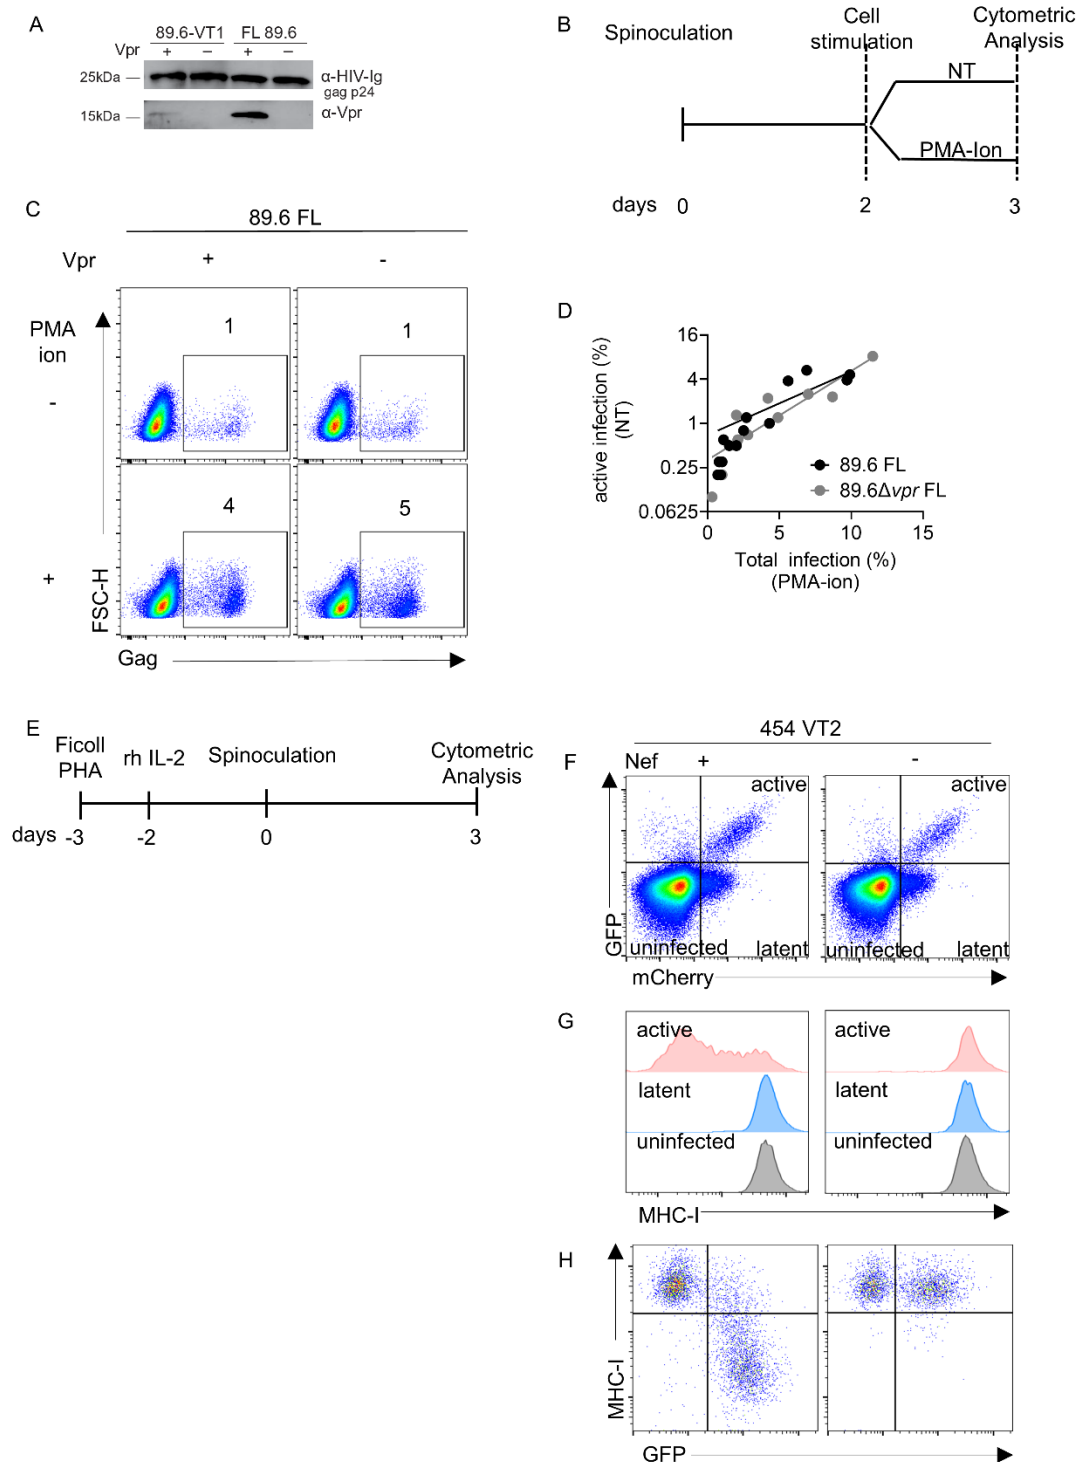 A
89.6-VT1 FL 89.6
Vpr + − + −
25kDa α-HIV-Ig
gag p24
15kDa α-Vpr
B
Spinoculation
Cell
stimulation
Cytometric
Analysis
NT
PMA-Ion
days 0 2 3
C
89.6 FL
Vpr + -
PMA
ion
-
1 1
+
4 5
FSC-H
Gag
D
active infection (%)
(NT)
16
4
1
0.25
0.0625
0 5 10 15
89.6 FL
89.6Δvpr FL
Total infection (%)
(PMA-ion)
E
Ficoll
PHA
rh IL-2
Spinoculation
Cytometric
Analysis
days -3 -2 0 3
F
454 VT2
Nef + -
active active
uninfected latent uninfected latent
GFP
mCherry
G
active active
latent latent
uninfected uninfected
MHC-I
H
MHC-I
GFP